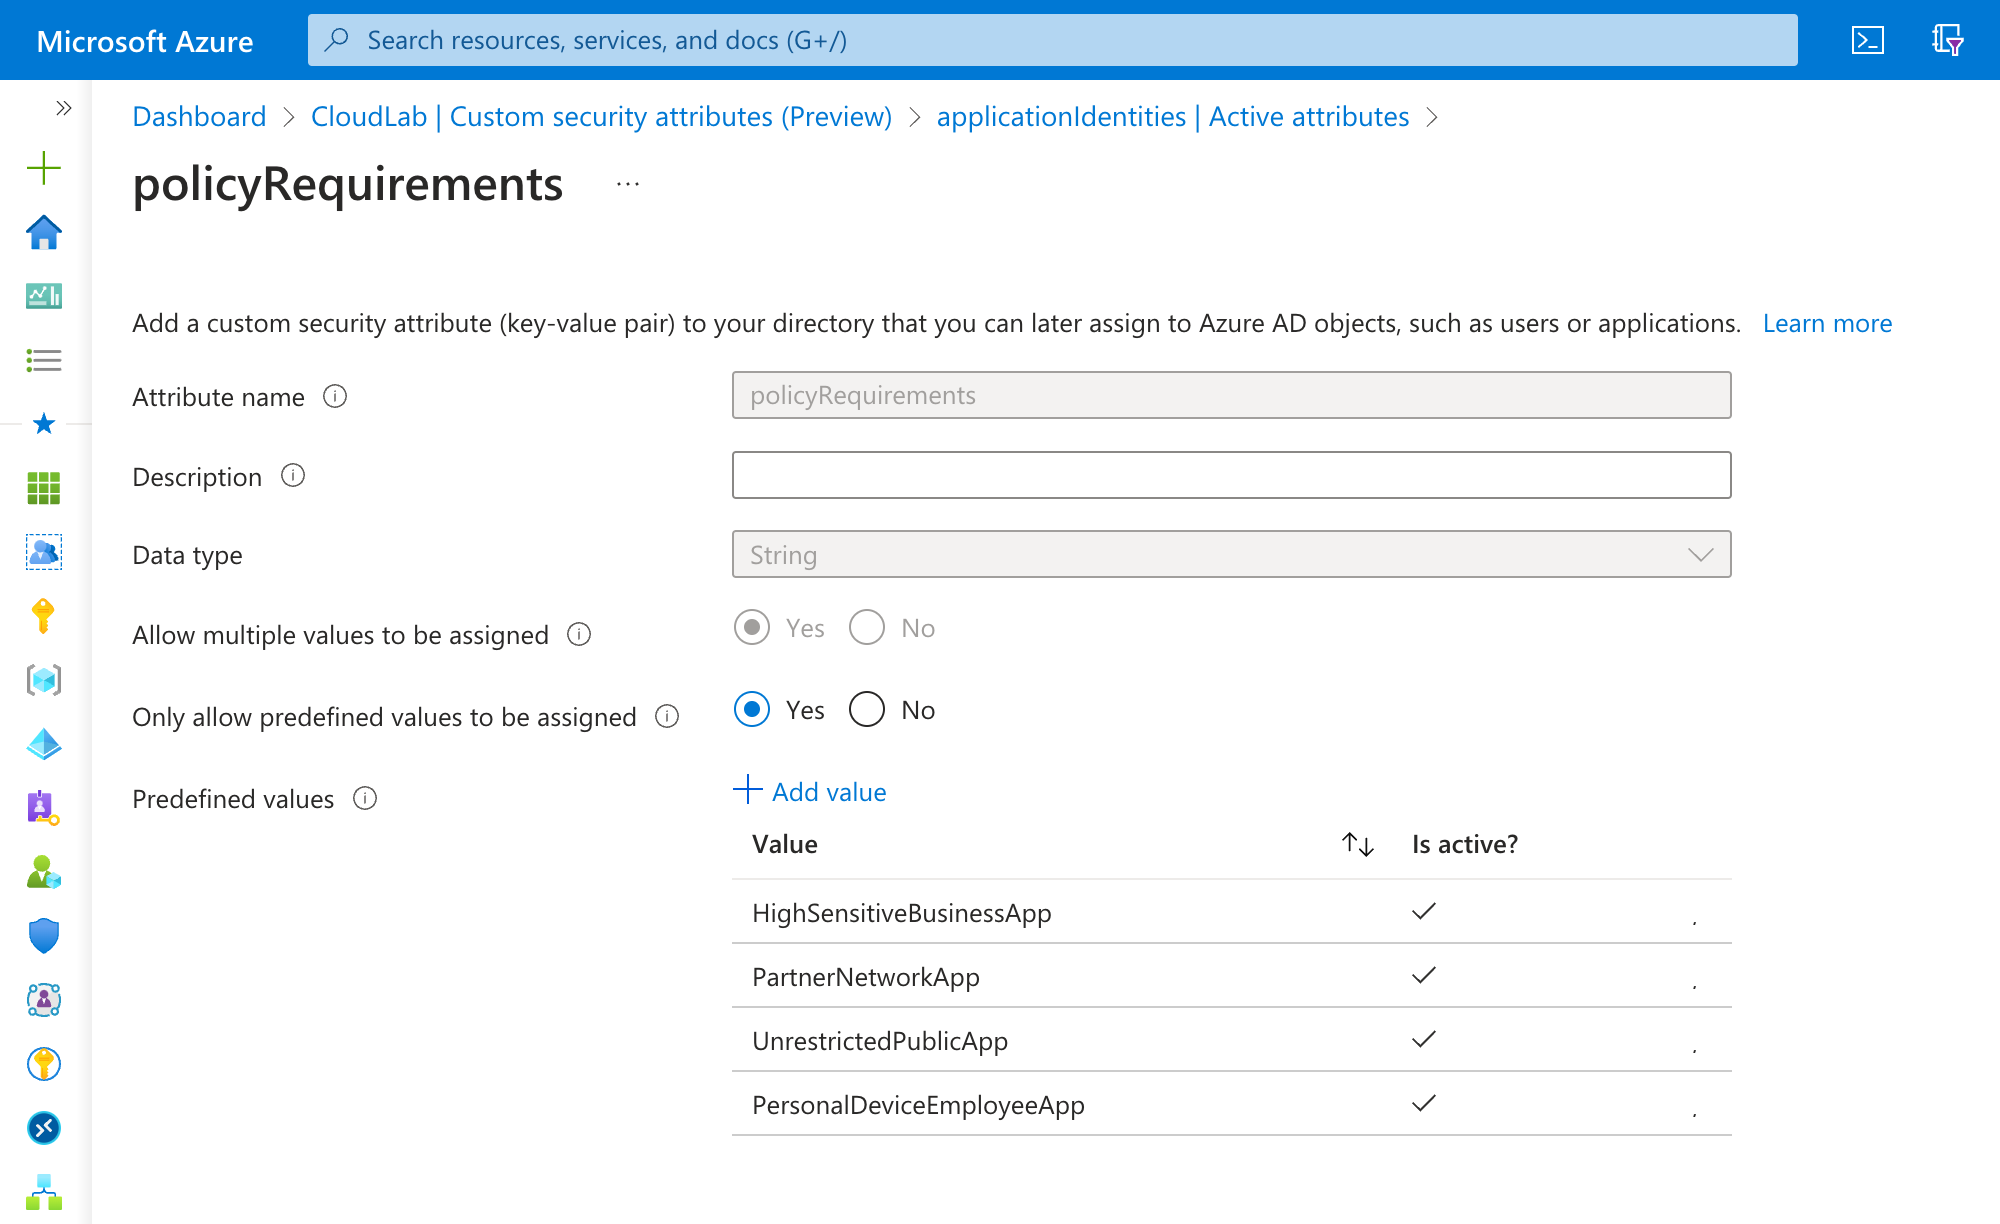 Microsoft Azure
Search resources, services, and docs (G+/)
Dashboard > CloudLab | Custom security attributes (Preview) > applicationIdentities | Active attributes >
policyRequirements ...
Add a custom security attribute (key-value pair) to your directory that you can later assign to Azure AD objects, such as users or applications. Learn more
Attribute name policyRequirements
Description
Data type String
Allow multiple values to be assigned Yes No
Only allow predefined values to be assigned Yes No
Predefined values + Add value
Value Is active?
HighSensitiveBusinessApp
PartnerNetworkApp
UnrestrictedPublicApp
PersonalDeviceEmployeeApp